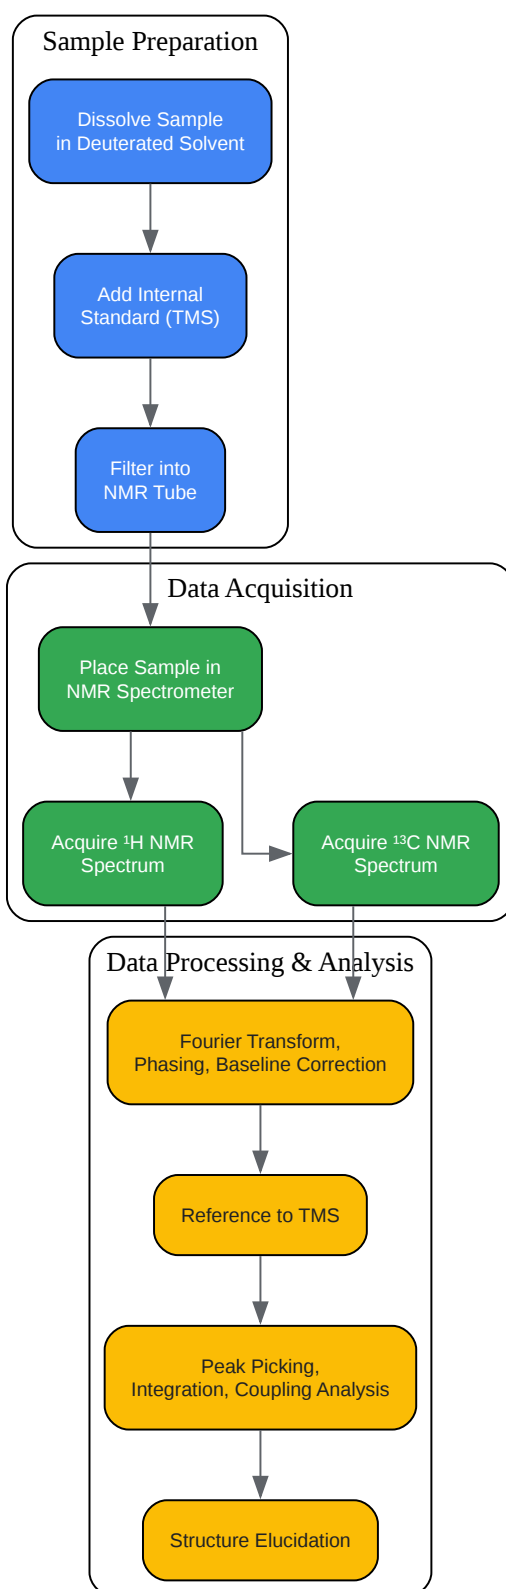 Sample Preparation
Dissolve Sample
in Deuterated Solvent
Add Internal
Standard (TMS)
Filter into
NMR Tube
Data Acquisition
Place Sample in
NMR Spectrometer
Acquire ¹H NMR
Spectrum
Acquire ¹³C NMR
Spectrum
Data Processing & Analysis
Fourier Transform,
Phasing, Baseline Correction
Reference to TMS
Peak Picking,
Integration, Coupling Analysis
Structure Elucidation